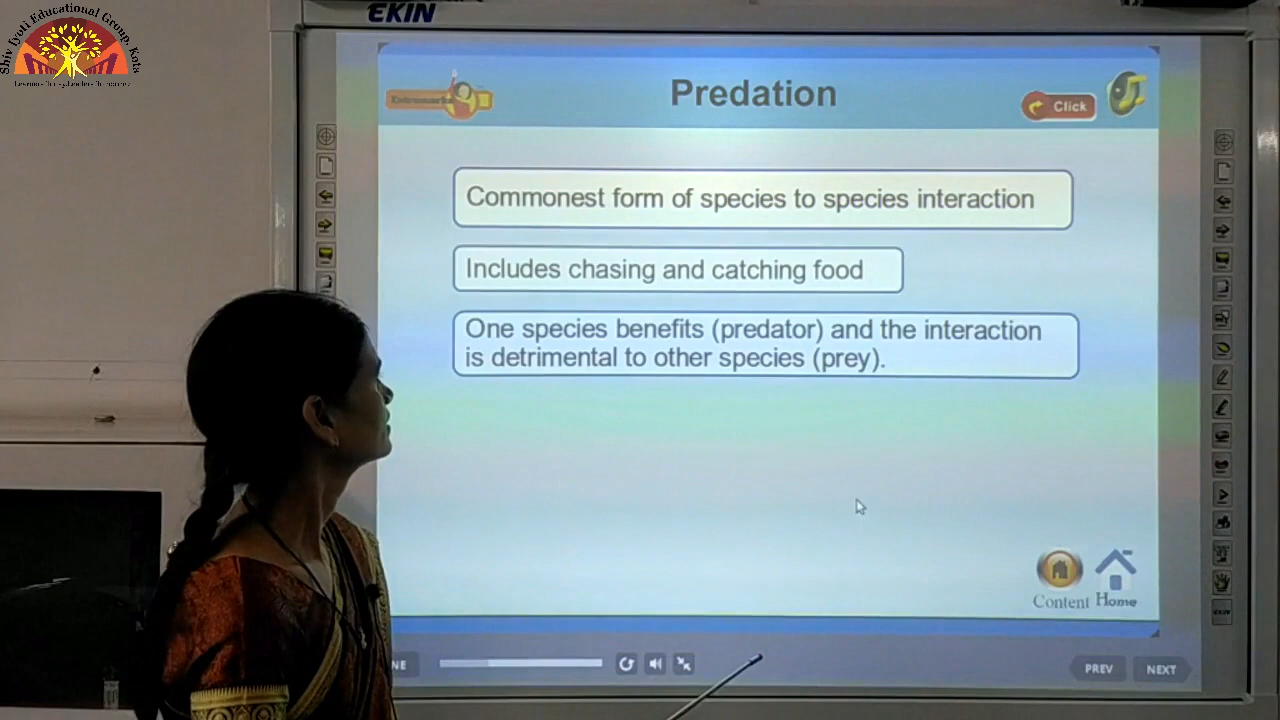 Shiv Jyoti Educational Group, Kota
EKIN
Predation
Click
Commonest form of species to species interaction
Includes chasing and catching food
One species benefits (predator) and the interaction
is detrimental to other species (prey).
Content Home
NE
PREV NEXT